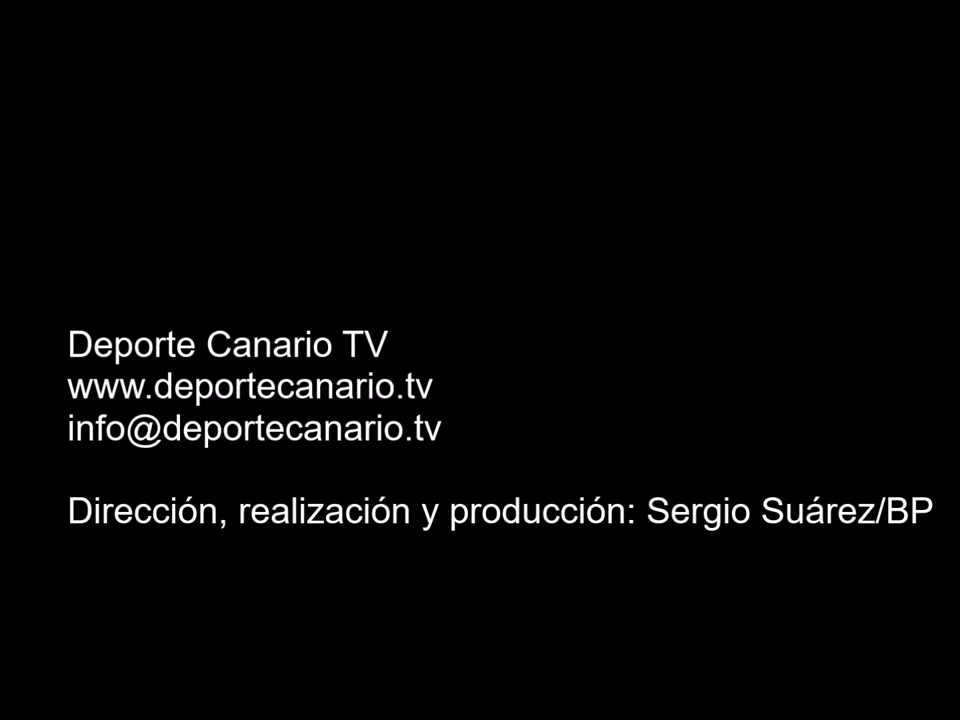 Deporte Canario TV
www.deportecanario.tv
info@deportecanario.tv
Dirección, realización y producción: Sergio Suárez/BP